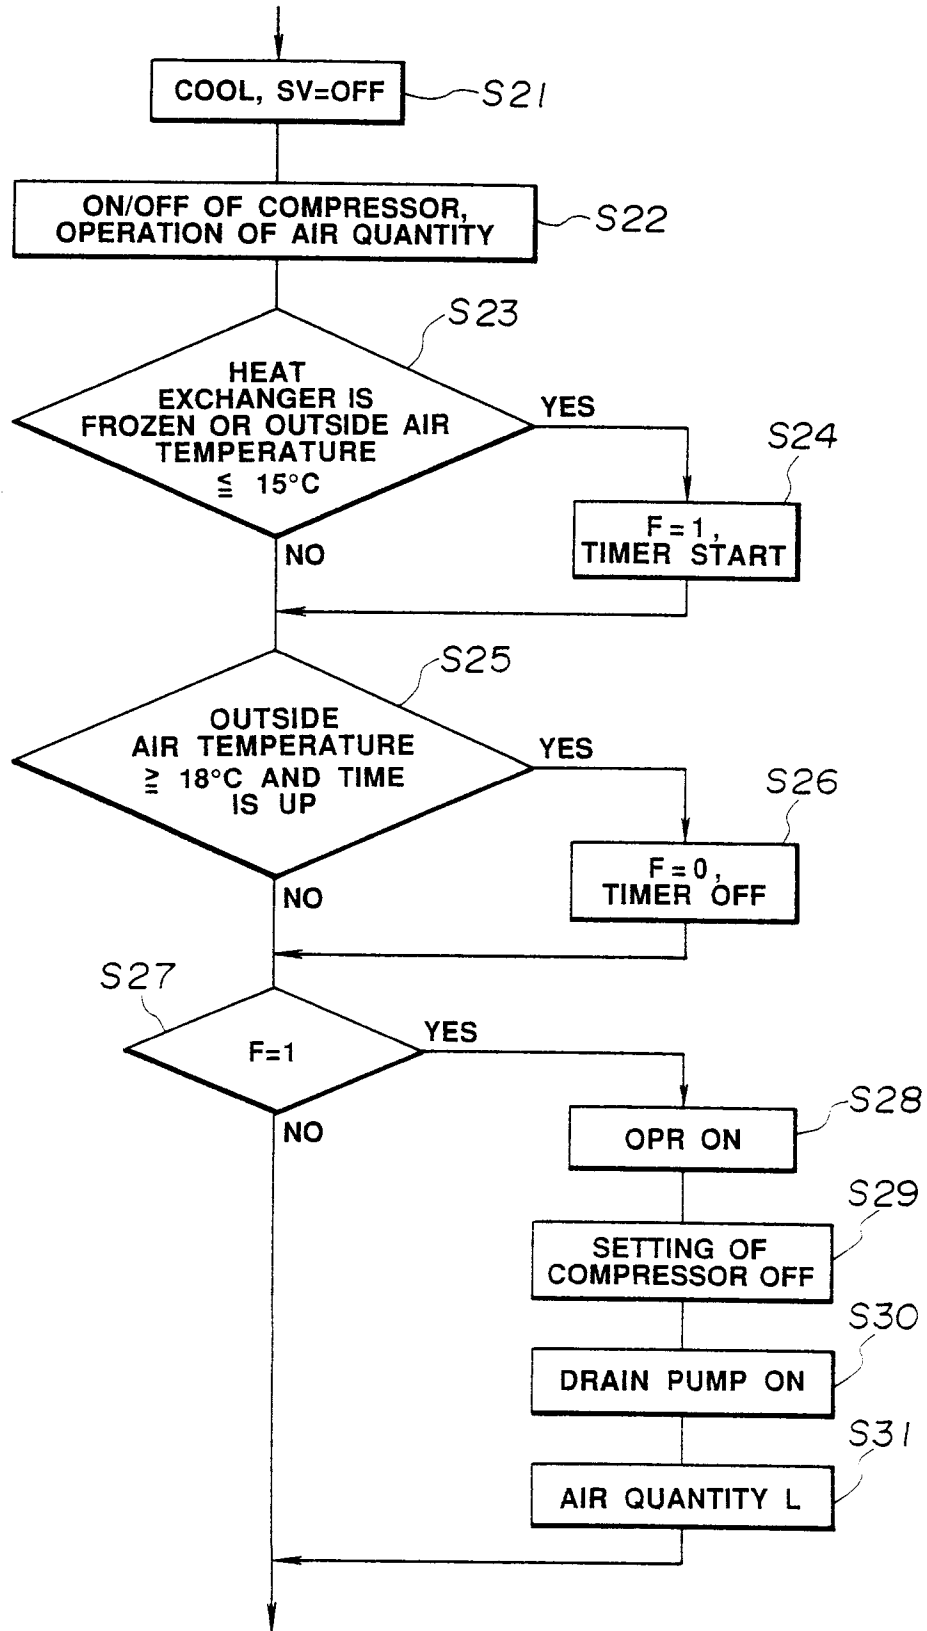 COOL, SV=OFF
S21
ON/OFF OF COMPRESSOR,
OPERATION OF AIR QUANTITY
S22
S23
HEAT
EXCHANGER IS
FROZEN OR OUTSIDE AIR
TEMPERATURE
≦ 15°C
YES
NO
S24
F=1,
TIMER START
S25
OUTSIDE
AIR TEMPERATURE
≧ 18°C AND TIME
IS UP
YES
NO
S26
F=0,
TIMER OFF
S27
F=1
YES
NO
S28
OPR ON
S29
SETTING OF
COMPRESSOR OFF
S30
DRAIN PUMP ON
S31
AIR QUANTITY L